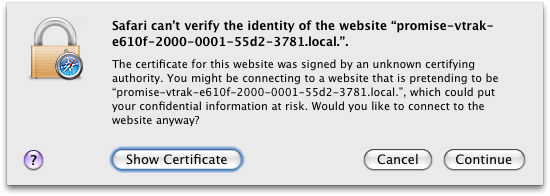 Safari can't verify the identity of the website “promise-vtrak-
e610f-2000-0001-55d2-3781.local.”.
The certificate for this website was signed by an unknown certifying
authority. You might be connecting to a website that is pretending to be
“promise-vtrak-e610f-2000-0001-55d2-3781.local.”, which could put
your confidential information at risk. Would you like to connect to the
website anyway?
?
Show Certificate
Cancel
Continue